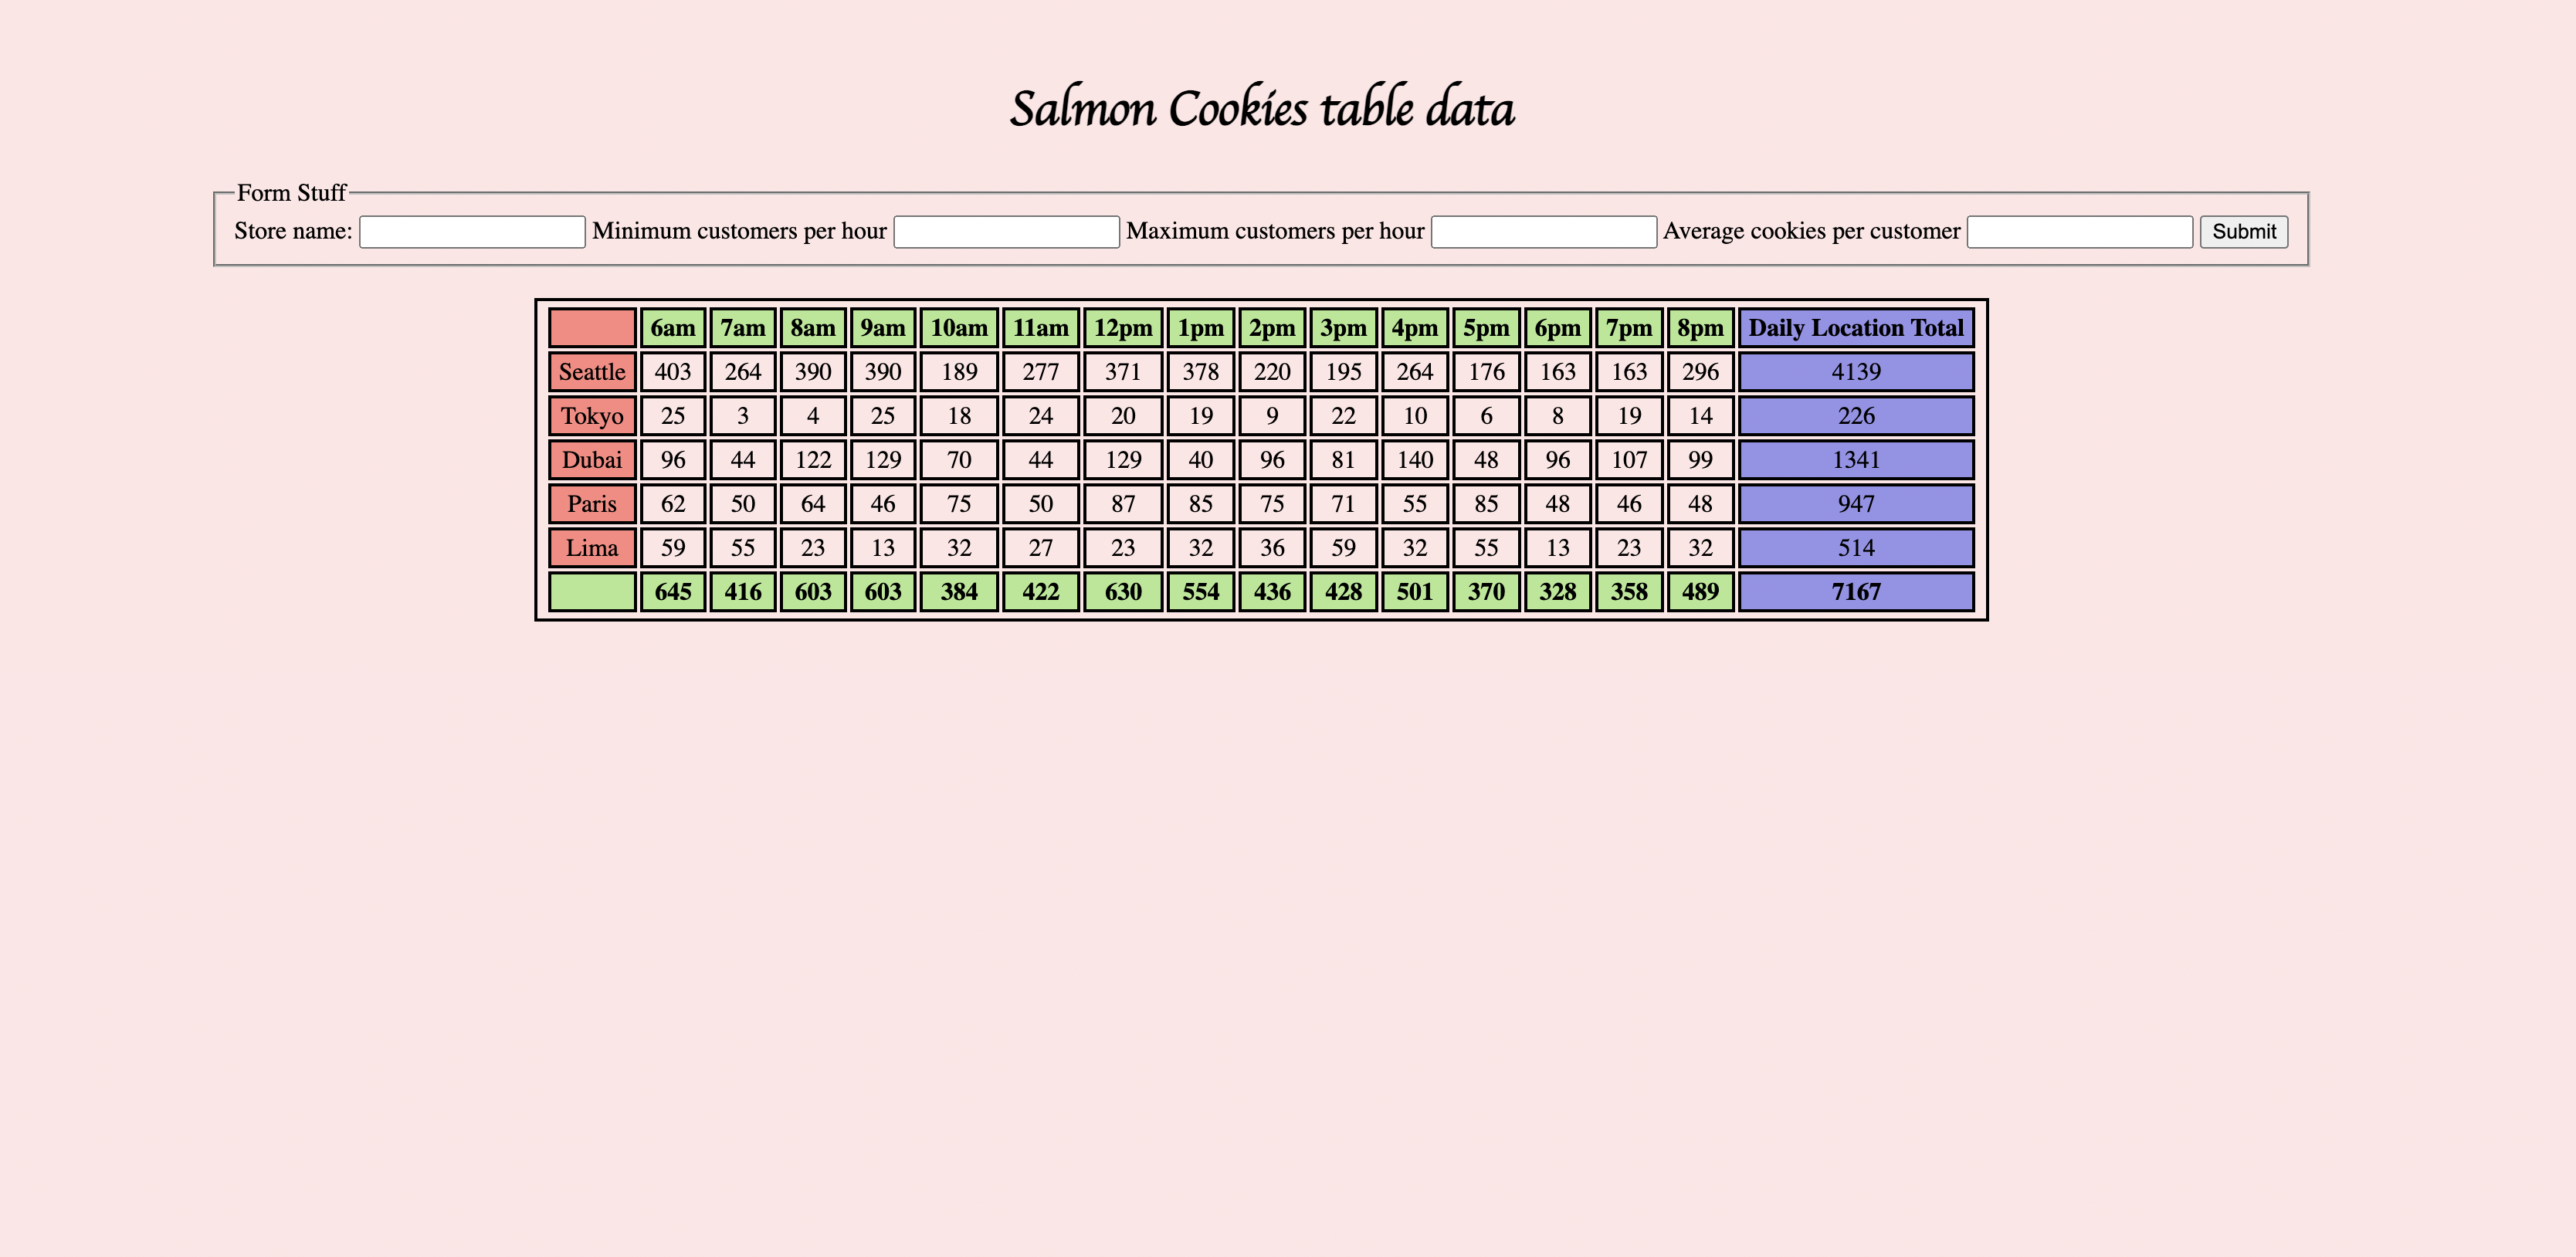 Salmon Cookies table data
Form Stuff
Store name: Minimum customers per hour Maximum customers per hour Average cookies per customer Submit
6am 7am 8am 9am 10am 11am 12pm 1pm 2pm 3pm 4pm 5pm 6pm 7pm 8pm Daily Location Total
Seattle 403 264 390 390 189 277 371 378 220 195 264 176 163 163 296 4139
Tokyo 25 3 4 25 18 24 20 19 9 22 10 6 8 19 14 226
Dubai 96 44 122 129 70 44 129 40 96 81 140 48 96 107 99 1341
Paris 62 50 64 46 75 50 87 85 75 71 55 85 48 46 48 947
Lima 59 55 23 13 32 27 23 32 36 59 32 55 13 23 32 514
645 416 603 603 384 422 630 554 436 428 501 370 328 358 489 7167